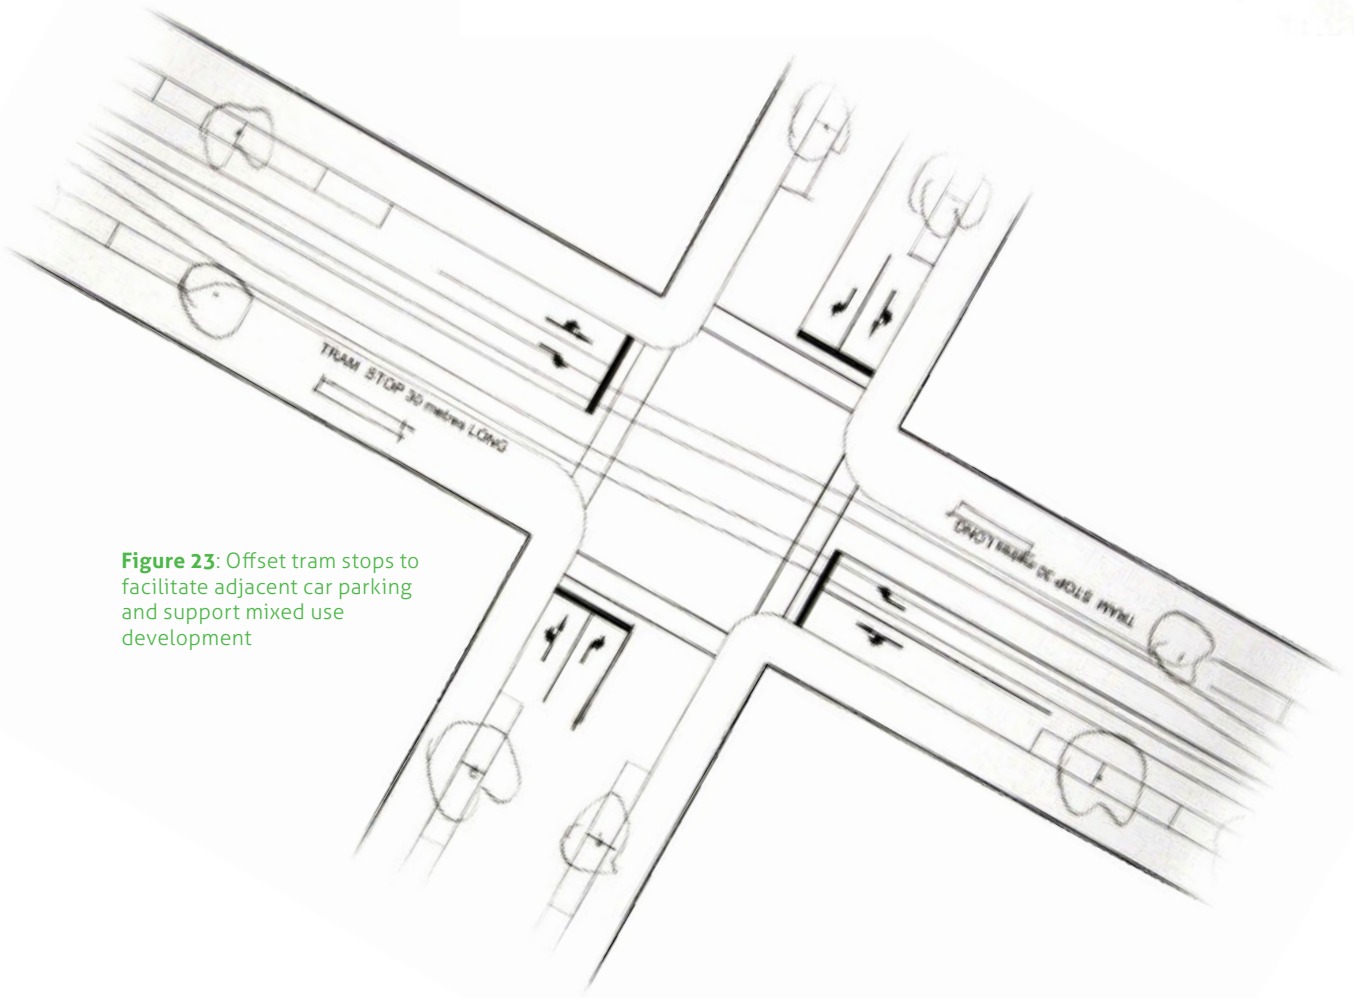 TRAM STOP 30 metres LONG
TRAM STOP 30 metres LONG
Figure 23: Offset tram stops to
facilitate adjacent car parking
and support mixed use
development